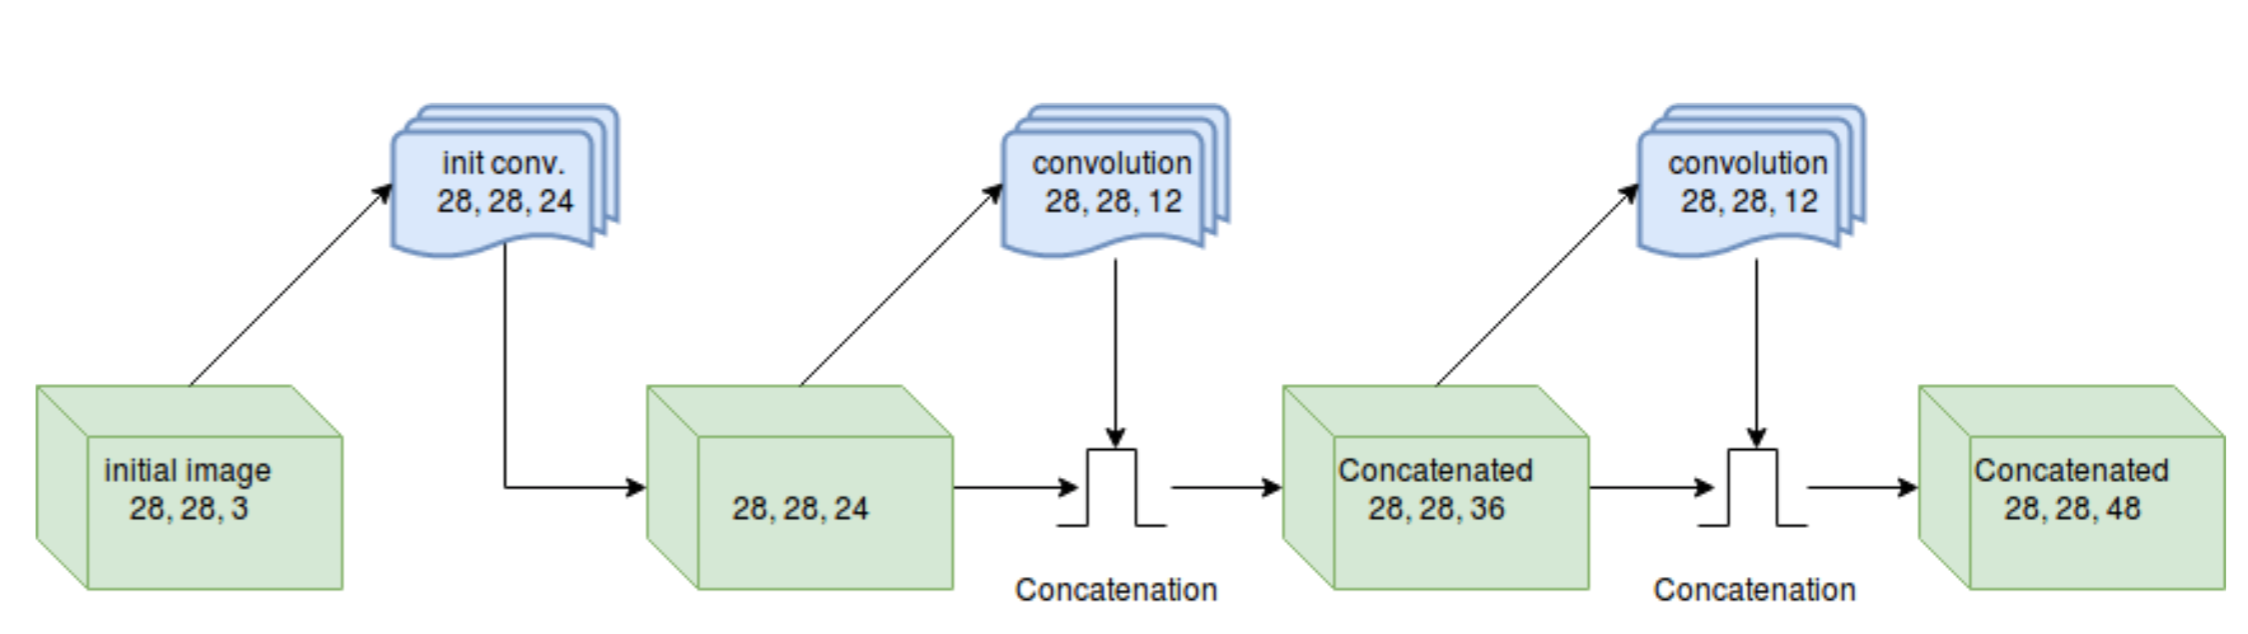 init conv.
28, 28, 24
convolution
28, 28, 12
convolution
28, 28, 12
initial image
28, 28, 3
28, 28, 24
Concatenated
28, 28, 36
Concatenated
28, 28, 48
Concatenation
Concatenation